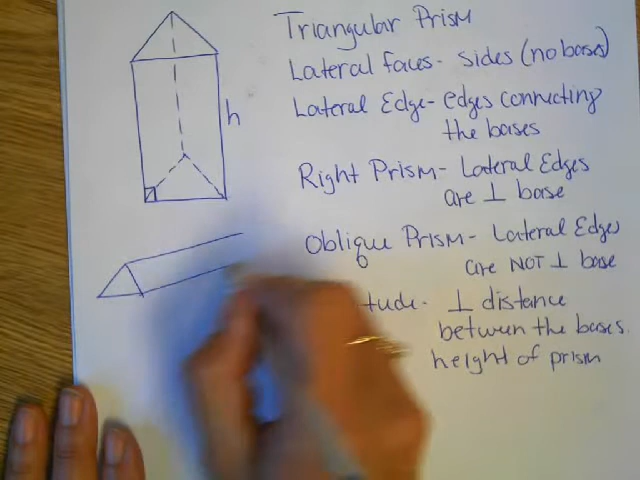 Triangular Prism
Lateral faces- sides (no bases)
Lateral Edge- edges connecting
the bases
h
Right Prism- Lateral Edges
are ⊥ base
Oblique Prism- Lateral Edges
are NOT ⊥ base
tude- ⊥ distance
between the bases.
height of prism